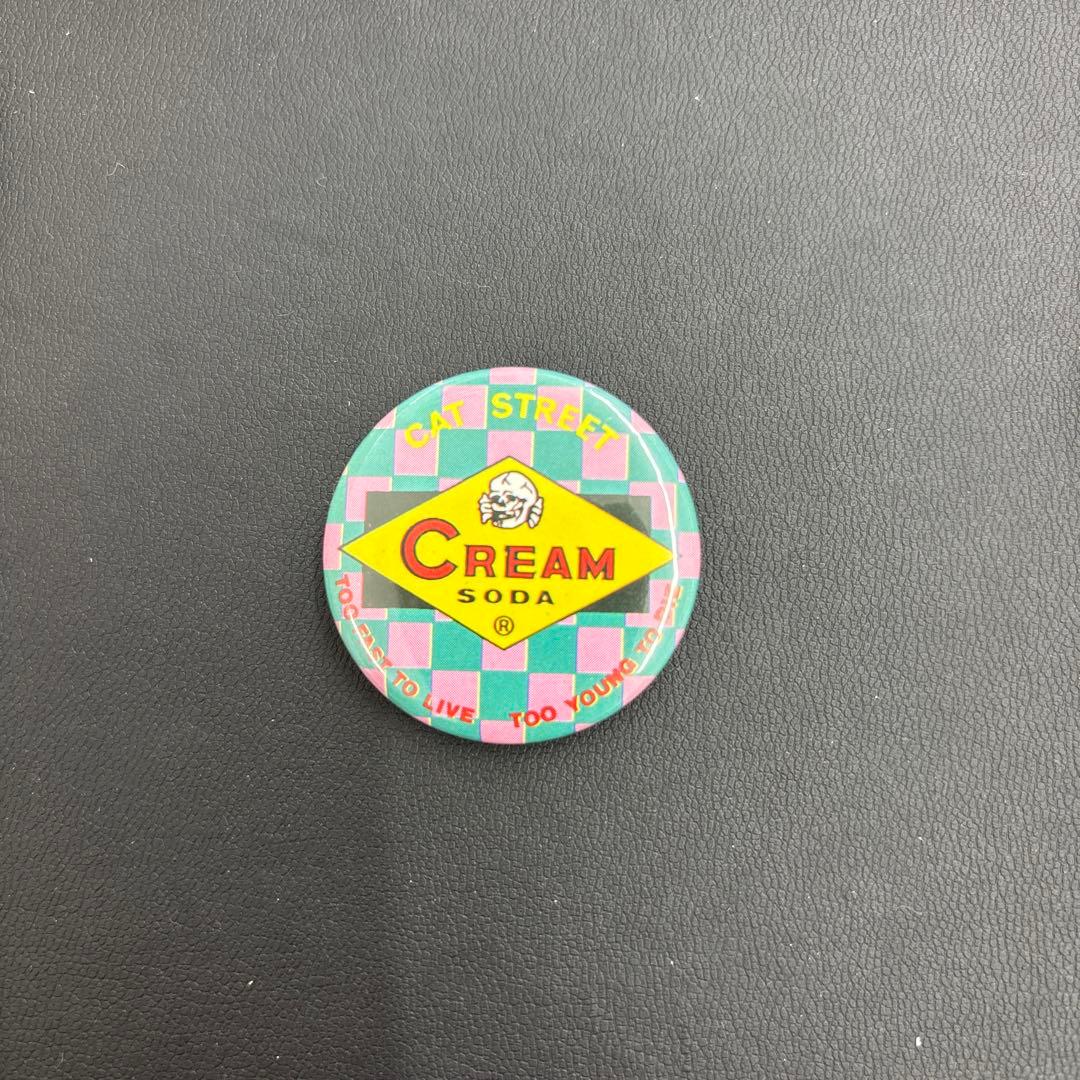 CAT STREET
CREAM
SODA
®
TOO FAST TO LIVE TOO YOUNG TO DIE